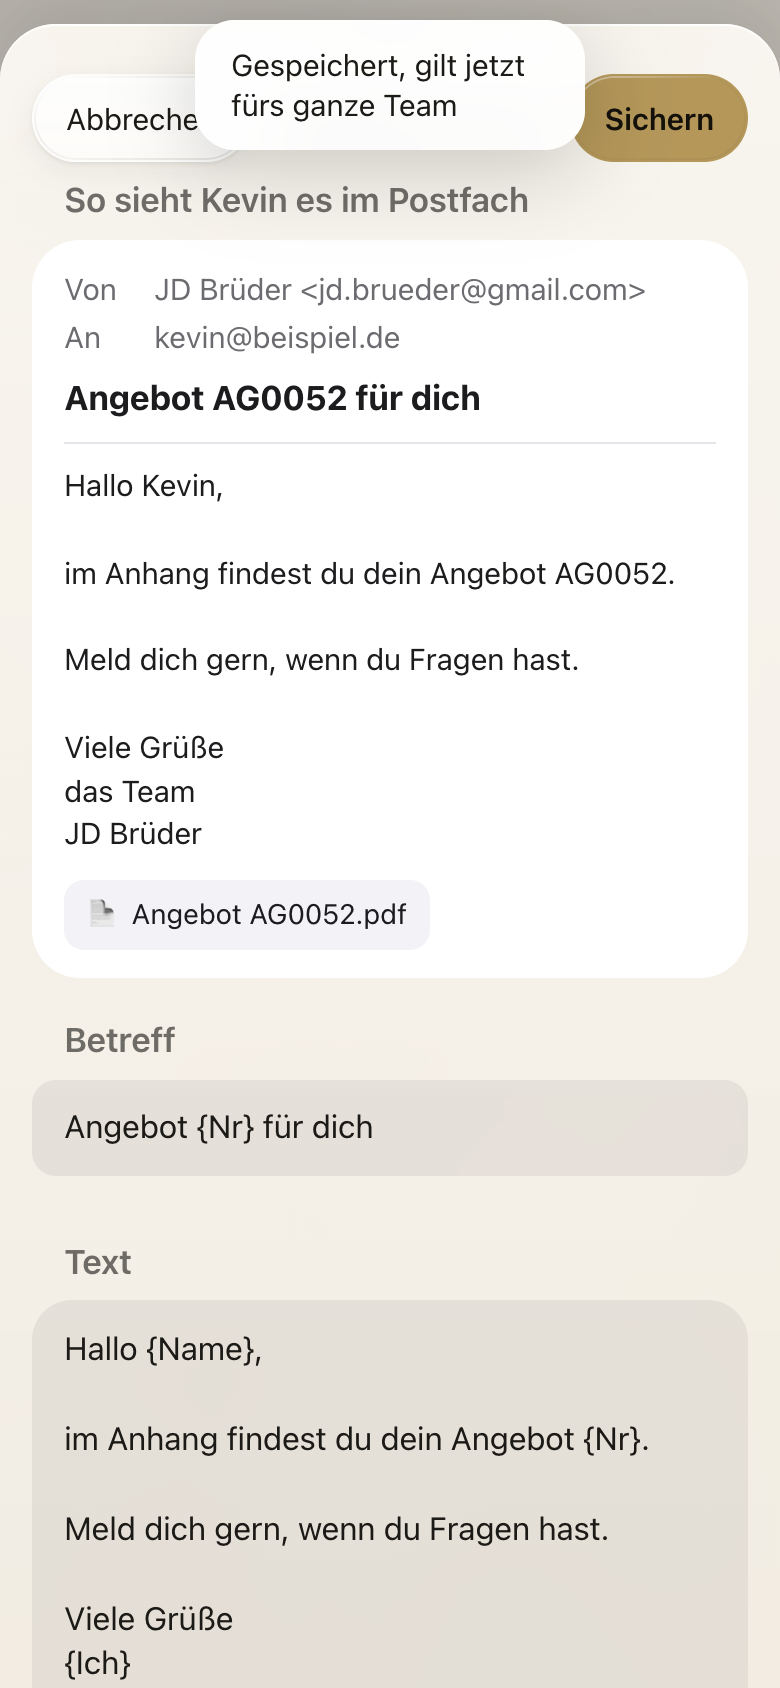 Gespeichert, gilt jetzt
fürs ganze Team
Abbreche
Sichern
So sieht Kevin es im Postfach
Von JD Brüder <jd.brueder@gmail.com>
An kevin@beispiel.de
Angebot AG0052 für dich
Hallo Kevin,
im Anhang findest du dein Angebot AG0052.
Meld dich gern, wenn du Fragen hast.
Viele Grüße
das Team
JD Brüder
Angebot AG0052.pdf
Betreff
Angebot {Nr} für dich
Text
Hallo {Name},
im Anhang findest du dein Angebot {Nr}.
Meld dich gern, wenn du Fragen hast.
Viele Grüße
{Ich}